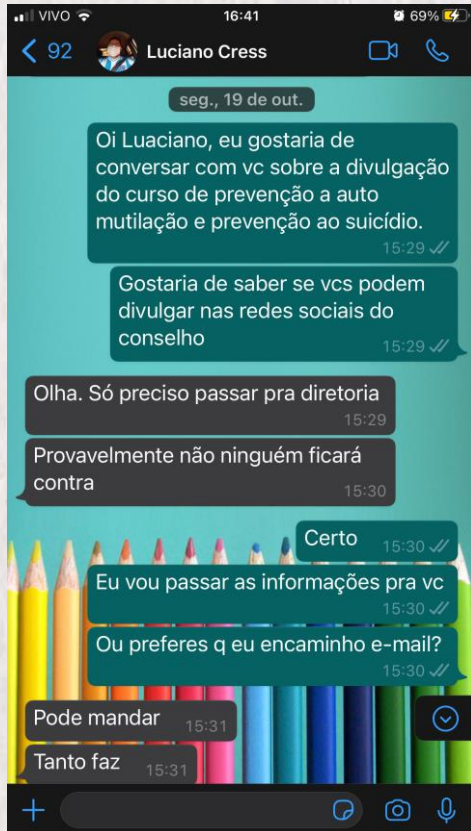 VIVO 16:41 69%
92 Luciano Cress
seg., 19 de out.
Oi Luaciano, eu gostaria de
conversar com vc sobre a divulgação
do curso de prevenção a auto
mutilação e prevenção ao suicídio.
15:29
Gostaria de saber se vcs podem
divulgar nas redes sociais do
conselho
15:29
Olha. Só preciso passar pra diretoria
15:29
Provavelmente não ninguém ficará
contra
15:30
Certo 15:30
Eu vou passar as informações pra vc
15:30
Ou preferes q eu encaminho e-mail?
15:30
Pode mandar 15:31
Tanto faz 15:31